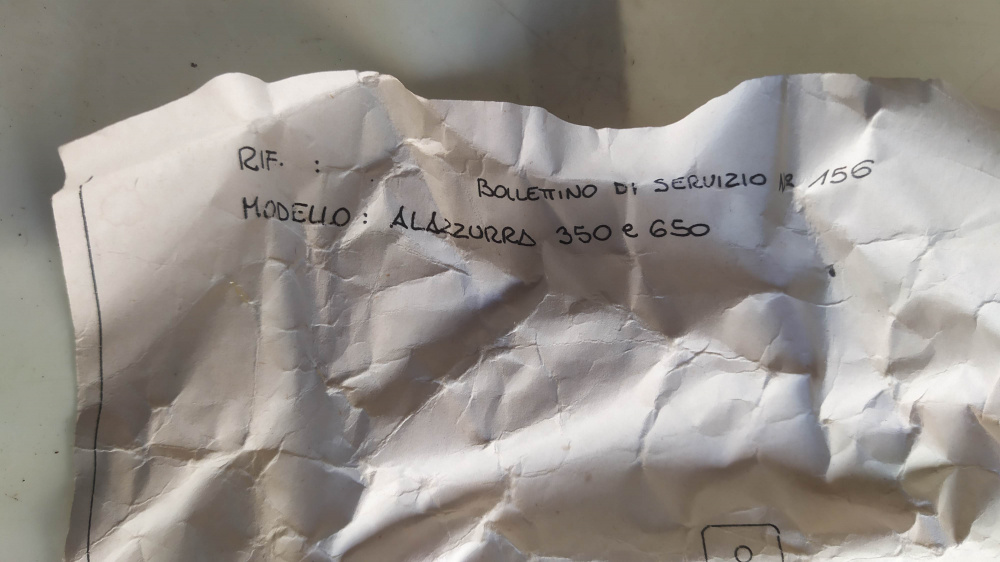 RIF. : BOLLETTINO DI SERVIZIO NR 156
MODELLO : ALAZZURRA 350 e 650